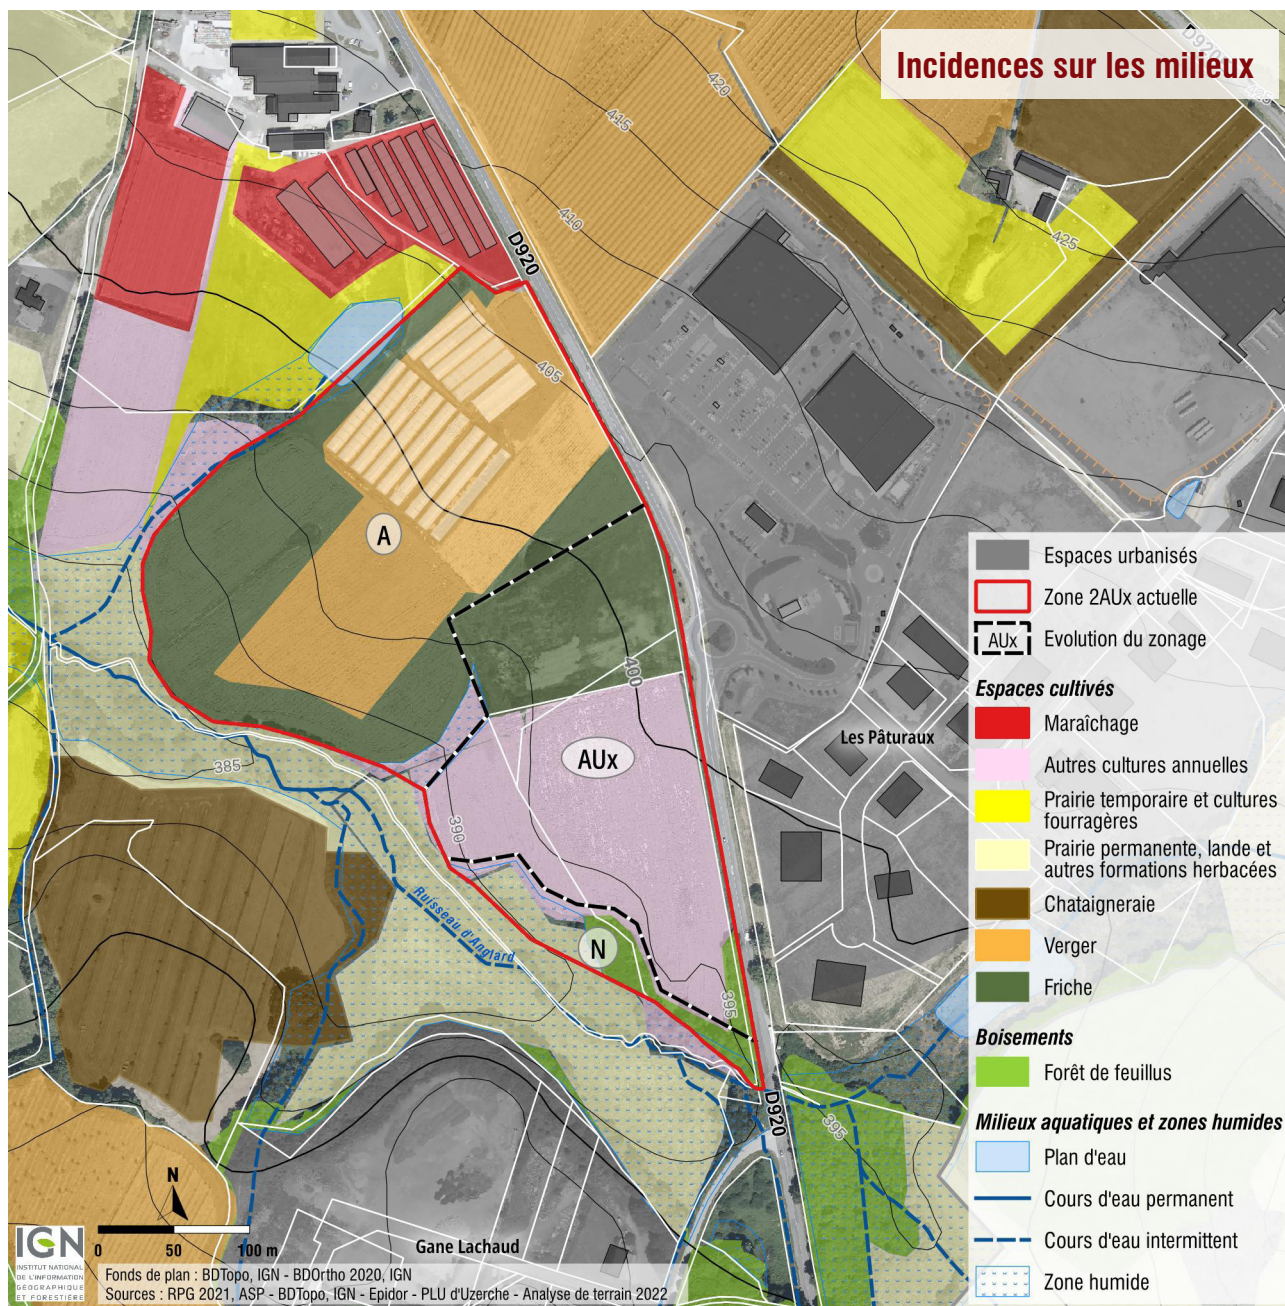 Incidences sur les milieux
D920
D920
420
415
410
425
405
A
400
Les Pâturaux
AUx
385
390
Ruisseau d'Anglard
N
395
D920
395
Gane Lachaud
Espaces urbanisés
Zone 2AUx actuelle
AUx Evolution du zonage
Espaces cultivés
Maraîchage
Autres cultures annuelles
Prairie temporaire et cultures
fourragères
Prairie permanente, lande et
autres formations herbacées
Chataigneraie
Verger
Friche
Boisements
Forêt de feuillus
Milieux aquatiques et zones humides
Plan d'eau
Cours d'eau permanent
Cours d'eau intermittent
Zone humide
N
0 50 100 m
IGN
INSTITUT NATIONAL
DE L'INFORMATION
GÉOGRAPHIQUE
ET FORESTIÈRE
Fonds de plan : BDTopo, IGN - BDOrtho 2020, IGN
Sources : RPG 2021, ASP - BDTopo, IGN - Epidor - PLU d'Uzerche - Analyse de terrain 2022